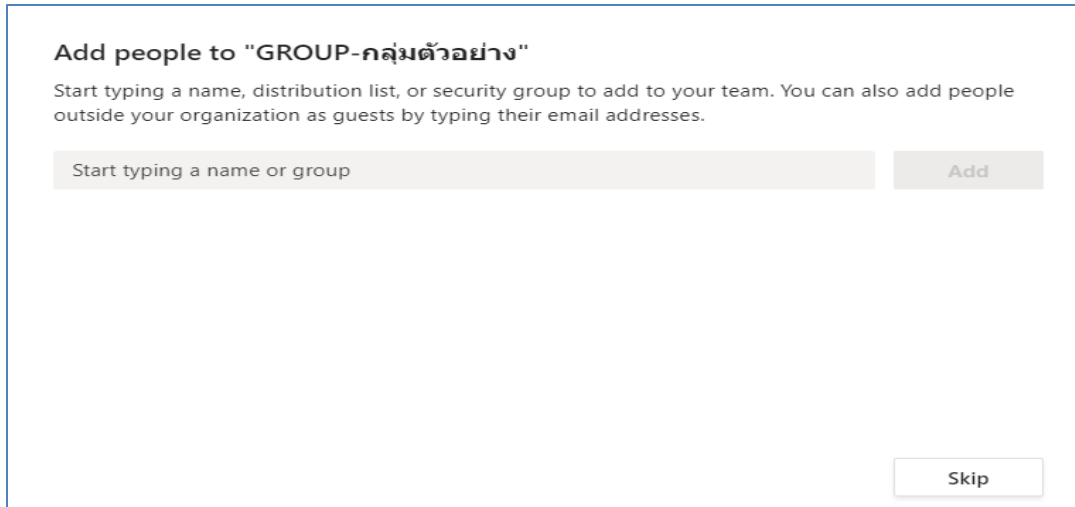 Add people to "GROUP-กลุ่มตัวอย่าง"
Start typing a name, distribution list, or security group to add to your team. You can also add people
outside your organization as guests by typing their email addresses.
Start typing a name or group
Add
Skip